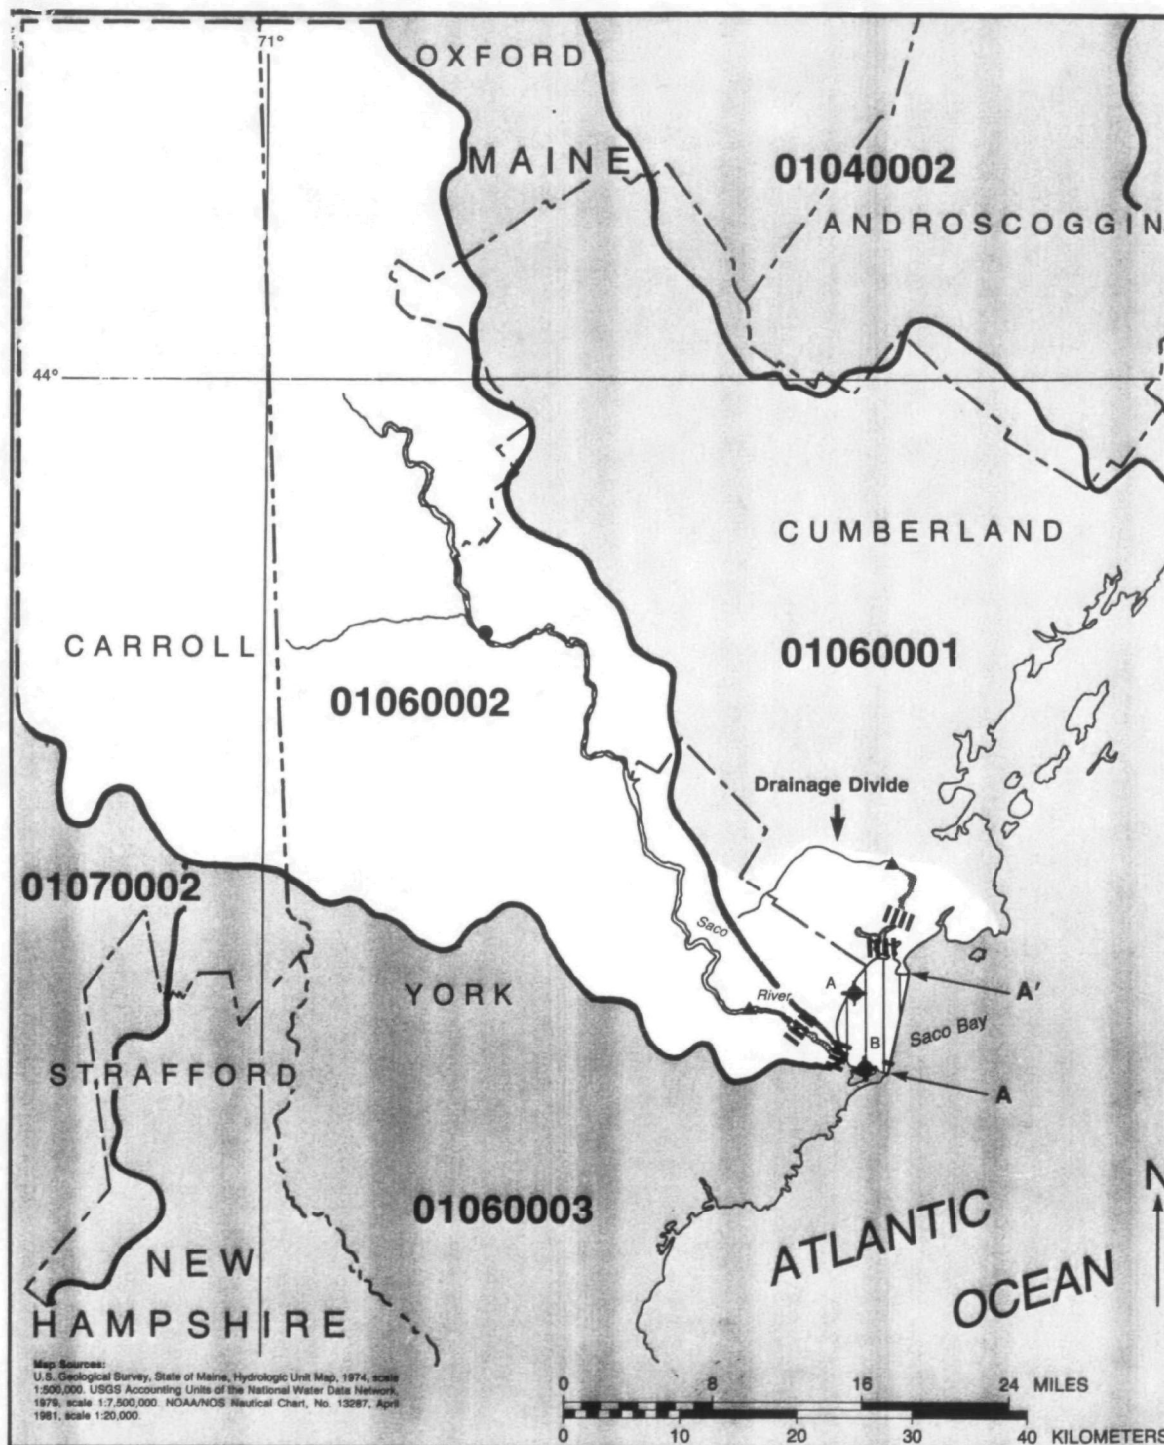 71°
OXFORD
MAINE
01040002
ANDROSCOGGIN
44°
CUMBERLAND
CARROLL
01060001
01060002
Drainage Divide
01070002
Saco
YORK
River
A
A'
B
Saco Bay
STRAFFORD
A
01060003
N
ATLANTIC
OCEAN
NEW
HAMPSHIRE
Map Sources:
U.S. Geological Survey, State of Maine, Hydrologic Unit Map, 1974, scale
1:500,000. USGS Accounting Units of the National Water Data Network,
1979, scale 1:7,500,000. NOAA/NOS Nautical Chart, No. 13287, April
1981, scale 1:20,000.
0 8 16 24 MILES
0 10 20 30 40 KILOMETERS